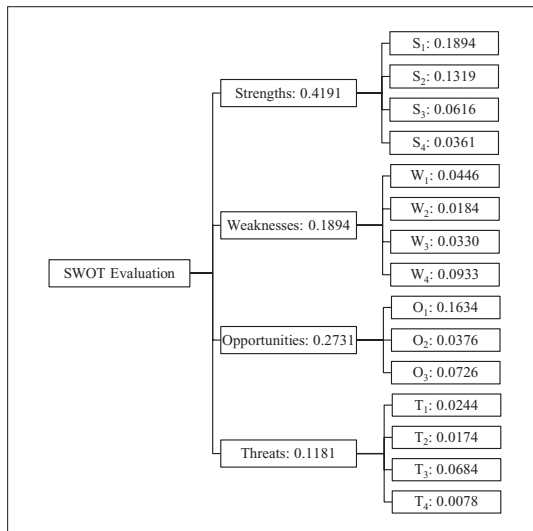 SWOT Evaluation
Strengths: 0.4191
S₁: 0.1894
S₂: 0.1319
S₃: 0.0616
S₄: 0.0361
Weaknesses: 0.1894
W₁: 0.0446
W₂: 0.0184
W₃: 0.0330
W₄: 0.0933
Opportunities: 0.2731
O₁: 0.1634
O₂: 0.0376
O₃: 0.0726
Threats: 0.1181
T₁: 0.0244
T₂: 0.0174
T₃: 0.0684
T₄: 0.0078